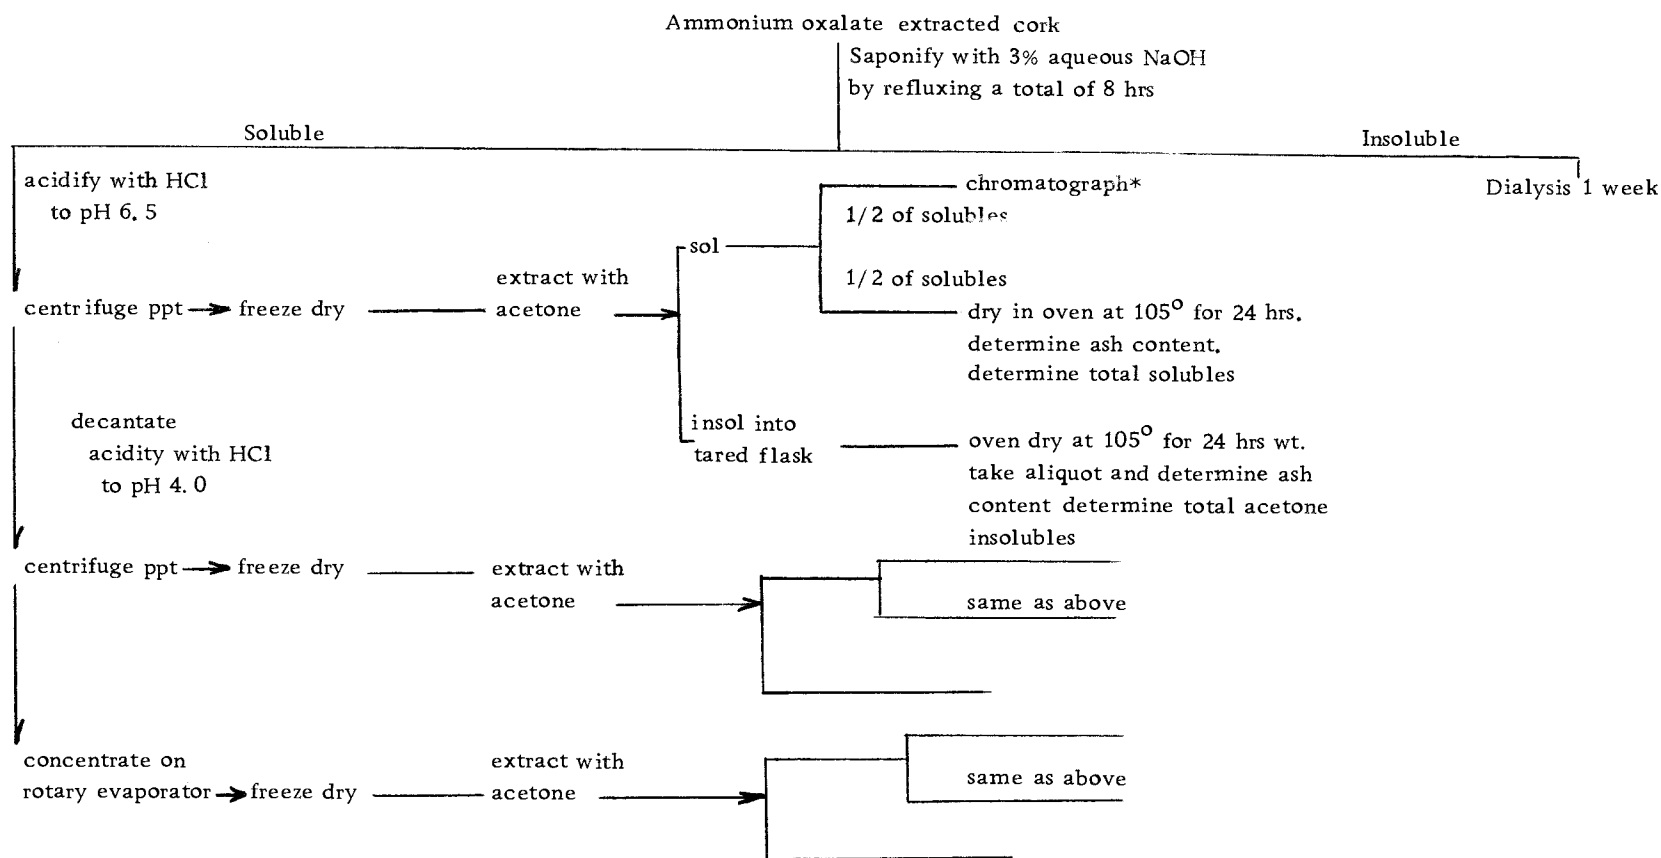 Ammonium oxalate extracted cork
Saponify with 3% aqueous NaOH
by refluxing a total of 8 hrs
Soluble
Insoluble
acidify with HCl
to pH 6.5
chromatograph*
Dialysis 1 week
1/2 of solubles
sol
1/2 of solubles
centrifuge ppt
freeze dry
extract with
acetone
dry in oven at 105° for 24 hrs.
determine ash content.
determine total solubles
decantate
acidity with HCl
to pH 4.0
insol into
tared flask
oven dry at 105° for 24 hrs wt.
take aliquot and determine ash
content determine total acetone
insolubles
centrifuge ppt
freeze dry
extract with
acetone
same as above
concentrate on
rotary evaporator
freeze dry
extract with
acetone
same as above